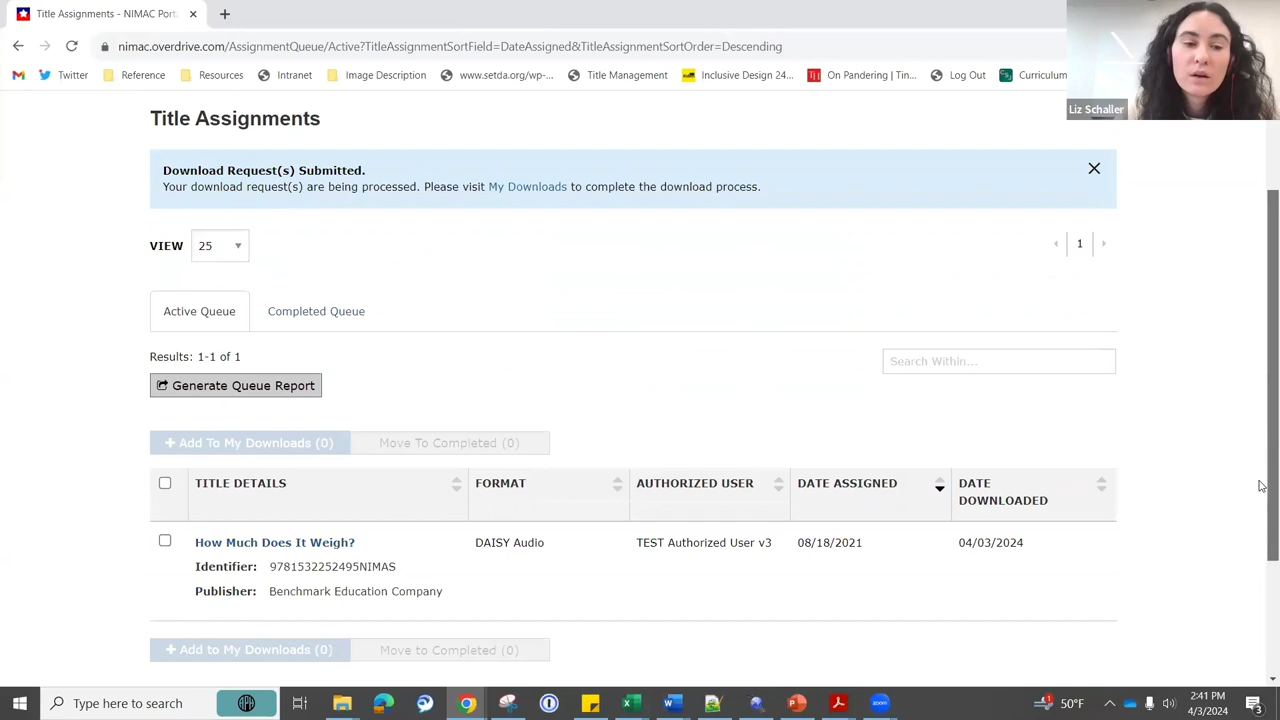 Title Assignments - NIMAC Port
nimac.overdrive.com/AssignmentQueue/Active?TitleAssignmentSortField=DateAssigned&TitleAssignmentSortOrder=Descending
Twitter Reference Resources Intranet Image Description www.setda.org/wp-... Title Management Inclusive Design 24... On Pandering | Tin... Log Out Curriculum
Liz Schaller
Title Assignments
Download Request(s) Submitted.
Your download request(s) are being processed. Please visit My Downloads to complete the download process.
VIEW 25
1
Active Queue Completed Queue
Results: 1-1 of 1
Search Within...
Generate Queue Report
+ Add To My Downloads (0) Move To Completed (0)
TITLE DETAILS FORMAT AUTHORIZED USER DATE ASSIGNED DATE DOWNLOADED
How Much Does It Weigh? DAISY Audio TEST Authorized User v3 08/18/2021 04/03/2024
Identifier: 9781532252495NIMAS
Publisher: Benchmark Education Company
+ Add to My Downloads (0) Move to Completed (0)
Type here to search
50°F
2:41 PM
4/3/2024
3